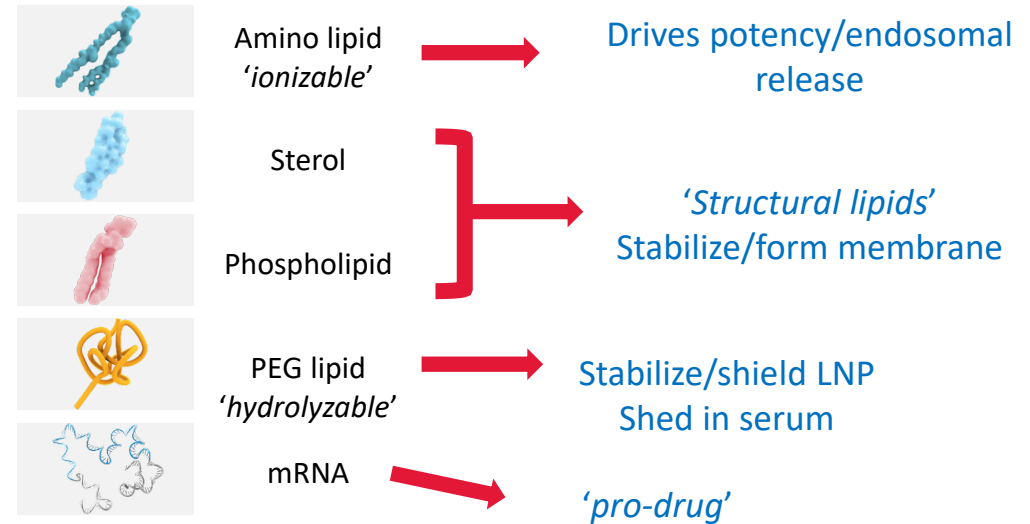 Amino lipid
'ionizable'
Drives potency/endosomal
release
Sterol
Phospholipid
'Structural lipids'
Stabilize/form membrane
PEG lipid
'hydrolyzable'
Stabilize/shield LNP
Shed in serum
mRNA
'pro-drug'